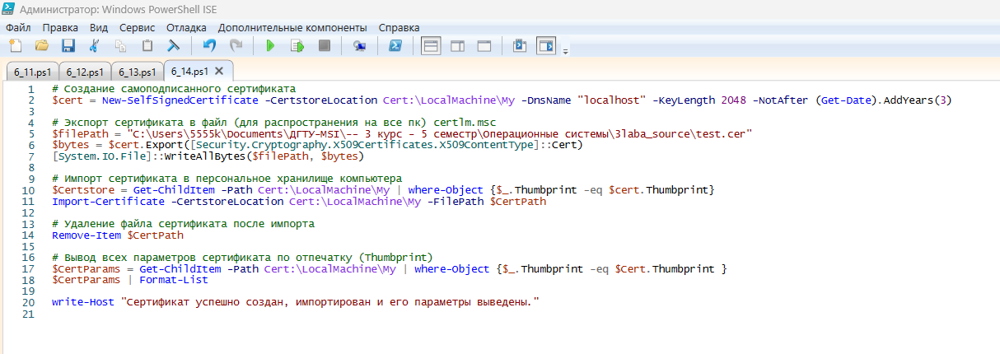 Администратор: Windows PowerShell ISE
Файл Правка Вид Сервис Отладка Дополнительные компоненты Справка
6_11.ps1 6_12.ps1 6_13.ps1 6_14.ps1
1 # Создание самоподписанного сертификата
2 $cert = New-SelfSignedCertificate -CertstoreLocation Cert:\LocalMachine\My -DnsName "localhost" -KeyLength 2048 -NotAfter (Get-Date).AddYears(3)
3
4 # Экспорт сертификата в файл (для распространения на все пк) certlm.msc
5 $filePath = "C:\Users\5555k\Documents\ДГТУ-MSI\-- 3 курс - 5 семестр\Операционные системы\3laba_source\test.cer"
6 $bytes = $cert.Export([Security.Cryptography.X509Certificates.X509ContentType]::Cert)
7 [System.IO.File]::WriteAllBytes($filePath, $bytes)
8
9 # Импорт сертификата в персональное хранилище компьютера
10 $Certstore = Get-ChildItem -Path Cert:\LocalMachine\My | where-Object {$_.Thumbprint -eq $cert.Thumbprint}
11 Import-Certificate -CertstoreLocation Cert:\LocalMachine\My -FilePath $CertPath
12
13 # Удаление файла сертификата после импорта
14 Remove-Item $CertPath
15
16 # Вывод всех параметров сертификата по отпечатку (Thumbprint)
17 $CertParams = Get-ChildItem -Path Cert:\LocalMachine\My | where-Object {$_.Thumbprint -eq $Cert.Thumbprint }
18 $CertParams | Format-List
19
20 write-Host "Сертификат успешно создан, импортирован и его параметры выведены."
21